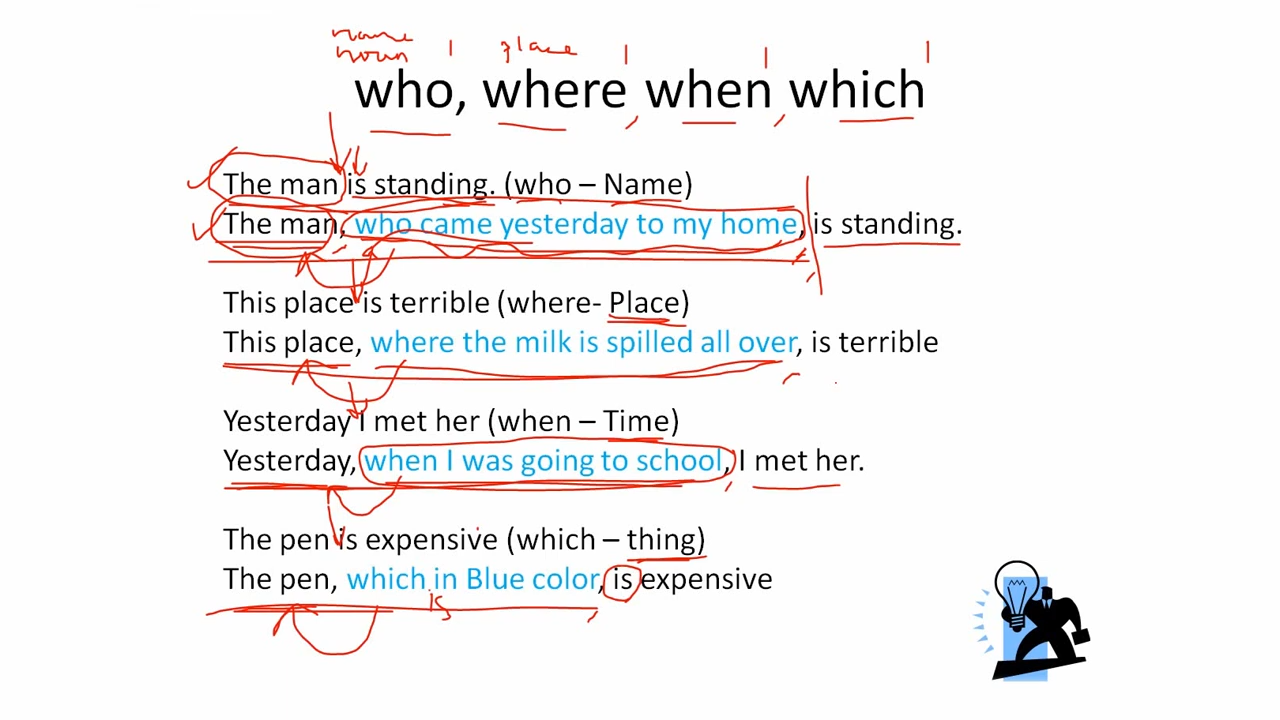 name
noun place
who, where, when, which
The man is standing. (who – Name)
The man, who came yesterday to my home, is standing.
This place is terrible (where- Place)
This place, where the milk is spilled all over, is terrible
Yesterday I met her (when – Time)
Yesterday, when I was going to school, I met her.
The pen is expensive (which – thing)
The pen, which in Blue color, is expensive
is